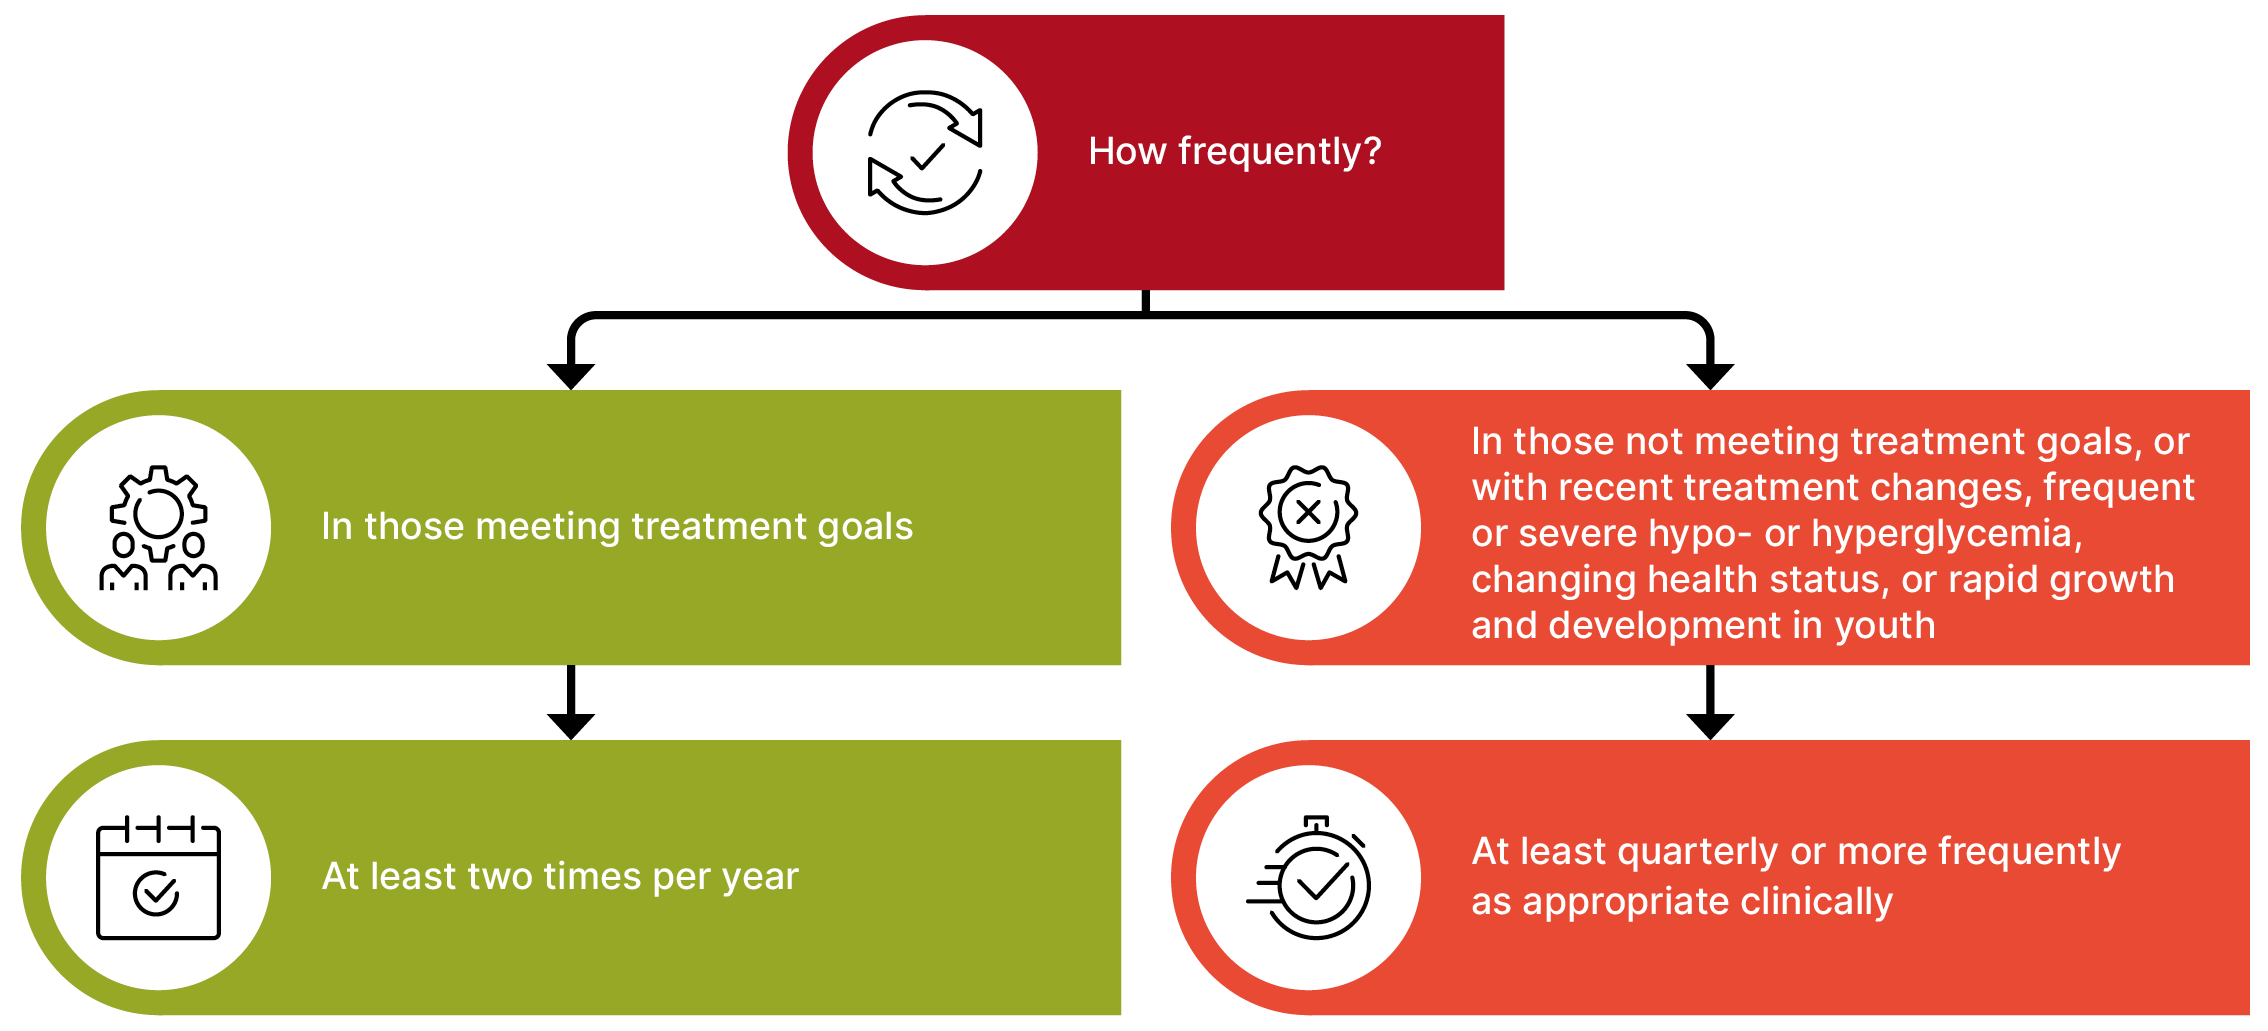 How frequently?
In those meeting treatment goals
In those not meeting treatment goals, or
with recent treatment changes, frequent
or severe hypo- or hyperglycemia,
changing health status, or rapid growth
and development in youth
At least two times per year
At least quarterly or more frequently
as appropriate clinically